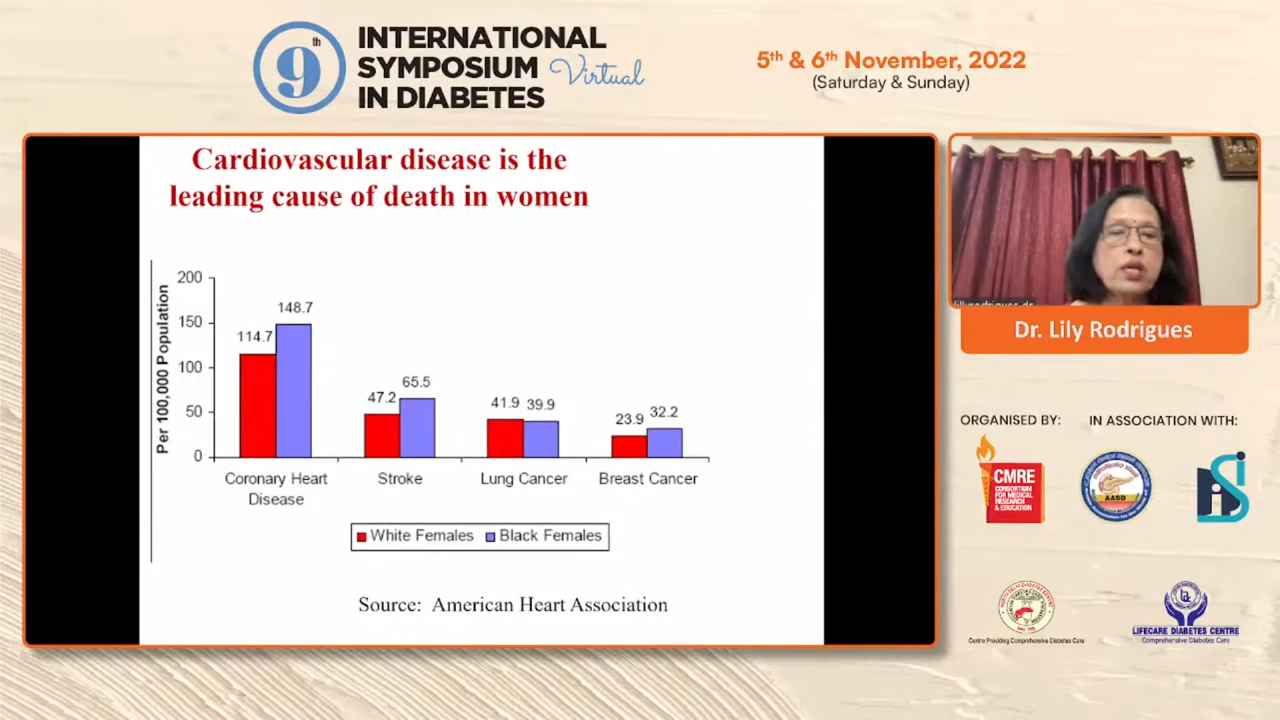 9th
INTERNATIONAL
SYMPOSIUM Virtual
IN DIABETES
5th & 6th November, 2022
(Saturday & Sunday)
Cardiovascular disease is the
leading cause of death in women
Per 100,000 Population
200
150
100
50
0
114.7
148.7
47.2
65.5
41.9
39.9
23.9
32.2
Coronary Heart
Disease
Stroke
Lung Cancer
Breast Cancer
White Females
Black Females
Source: American Heart Association
lillyrodrigues dr
Dr. Lily Rodrigues
ORGANISED BY:
IN ASSOCIATION WITH:
CMRE
CONSORTIUM
FOR MEDICAL
RESEARCH
& EDUCATION
AASD
iSi
Centre Providing Comprehensive Diabetes Care
LIFECARE DIABETES CENTRE
Comprehensive Diabetes Care